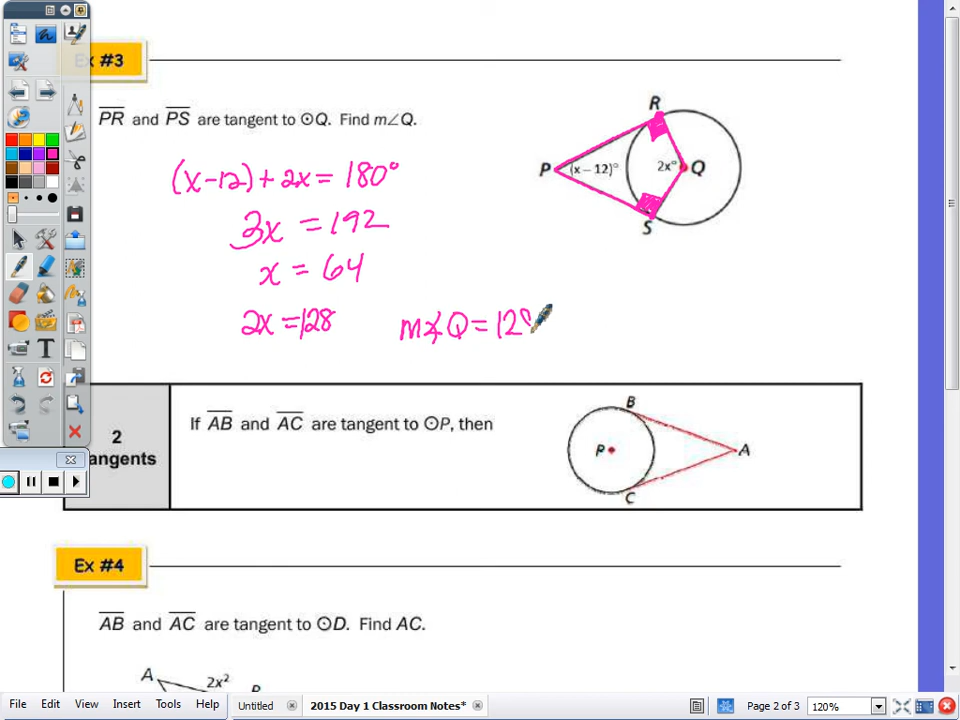 Ex #3
PR and PS are tangent to ⊙Q. Find m∠Q.
(x-12)+2x=180°
3x = 192
x = 64
2x=128 m∡Q=128
R
P (x – 12)° 2x° Q
S
2
angents
If AB and AC are tangent to ⊙P, then
B
P A
C
Ex #4
AB and AC are tangent to ⊙D. Find AC.
A 2x²
File Edit View Insert Tools Help Untitled 2015 Day 1 Classroom Notes* Page 2 of 3 120%